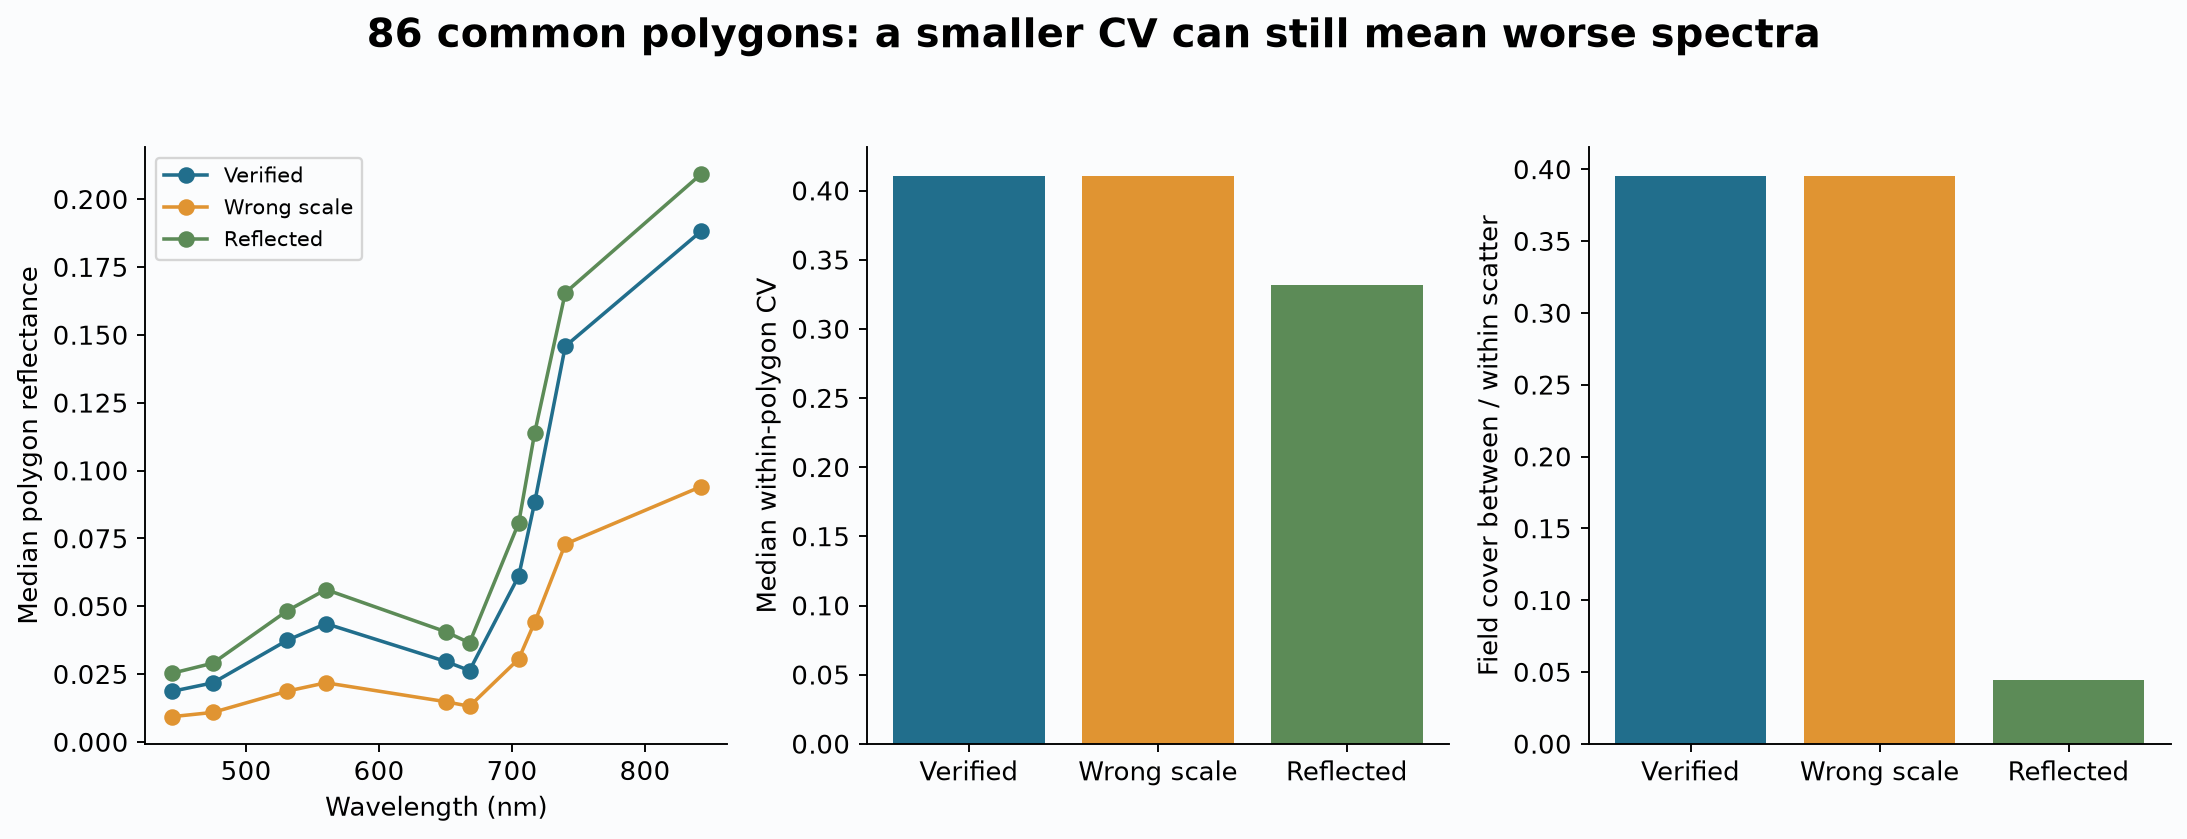 86 common polygons: a smaller CV can still mean worse spectra
Median polygon reflectance
0.200
0.175
0.150
0.125
0.100
0.075
0.050
0.025
0.000
Verified
Wrong scale
Reflected
500 600 700 800
Wavelength (nm)
Median within-polygon CV
0.40
0.35
0.30
0.25
0.20
0.15
0.10
0.05
0.00
Verified Wrong scale Reflected
Field cover between / within scatter
0.40
0.35
0.30
0.25
0.20
0.15
0.10
0.05
0.00
Verified Wrong scale Reflected